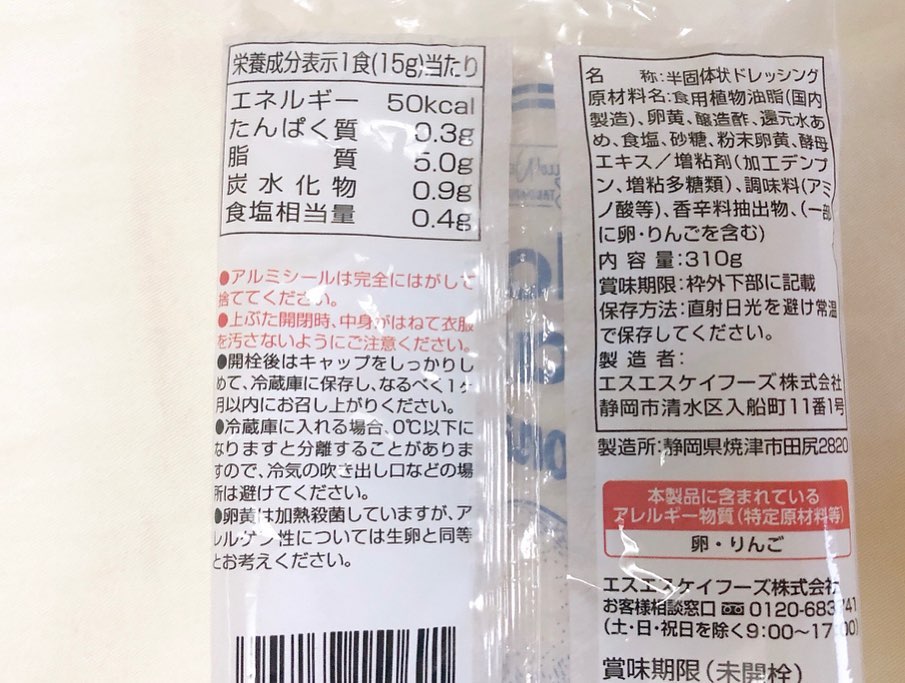 栄養成分表示1食(15g)当たり
エネルギー 50kcal
たんぱく質 0.3g
脂質 5.0g
炭水化物 0.9g
食塩相当量 0.4g
●アルミシールは完全にはがして
捨ててください。
●上ぶた開閉時、中身がはねて衣服
を汚さないようにご注意ください。
●開栓後はキャップをしっかりし
めて、冷蔵庫に保存し、なるべく1ヶ
月以内にお召し上がりください。
●冷蔵庫に入れる場合、0℃以下に
なりますと分離することがありま
すので、冷気の吹き出し口などの場
所は避けてください。
●卵黄は加熱殺菌していますが、ア
レルゲン性については生卵と同等
とお考えください。
名称:半固体状ドレッシング
原材料名:食用植物油脂(国内
製造)、卵黄、醸造酢、還元水あ
め、食塩、砂糖、粉末卵黄、酵母
エキス/増粘剤(加工デンプ
ン、増粘多糖類)、調味料(アミ
ノ酸等)、香辛料抽出物、(一部
に卵・りんごを含む)
内容量:310g
賞味期限:枠外下部に記載
保存方法:直射日光を避け常温
で保存してください。
製造者:
エスエスケイフーズ株式会社
静岡市清水区入船町11番1号
製造所:静岡県焼津市田尻2820
本製品に含まれている
アレルギー物質(特定原材料等)
卵・りんご
エスエスケイフーズ株式会社
お客様相談窓口 0120-683
(土・日・祝日を除く9:00〜17:00)
賞味期限(未開栓)